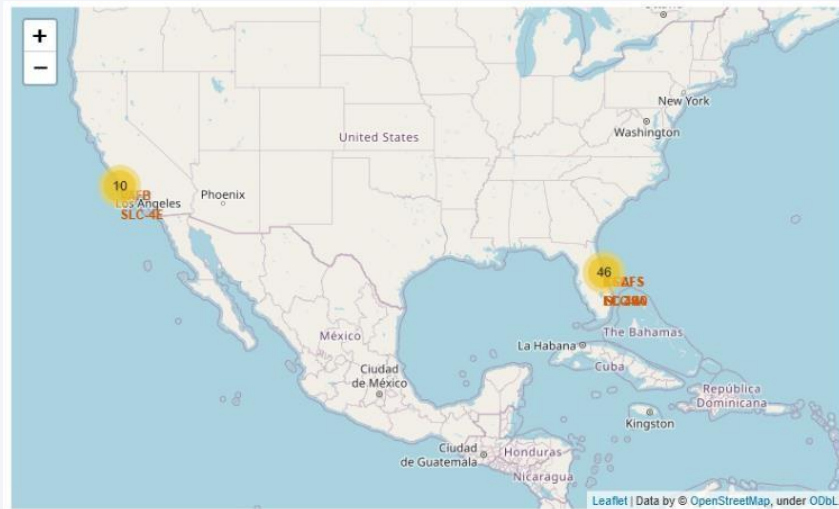 +
−
New York
Washington
United States
10
Los Angeles
Phoenix
SLC-4E
46
The Bahamas
La Habana
Cuba
México
Ciudad
de México
República
Dominicana
Kingston
Ciudad
de Guatemala
Honduras
Nicaragua
Leaflet | Data by © OpenStreetMap, under ODbL